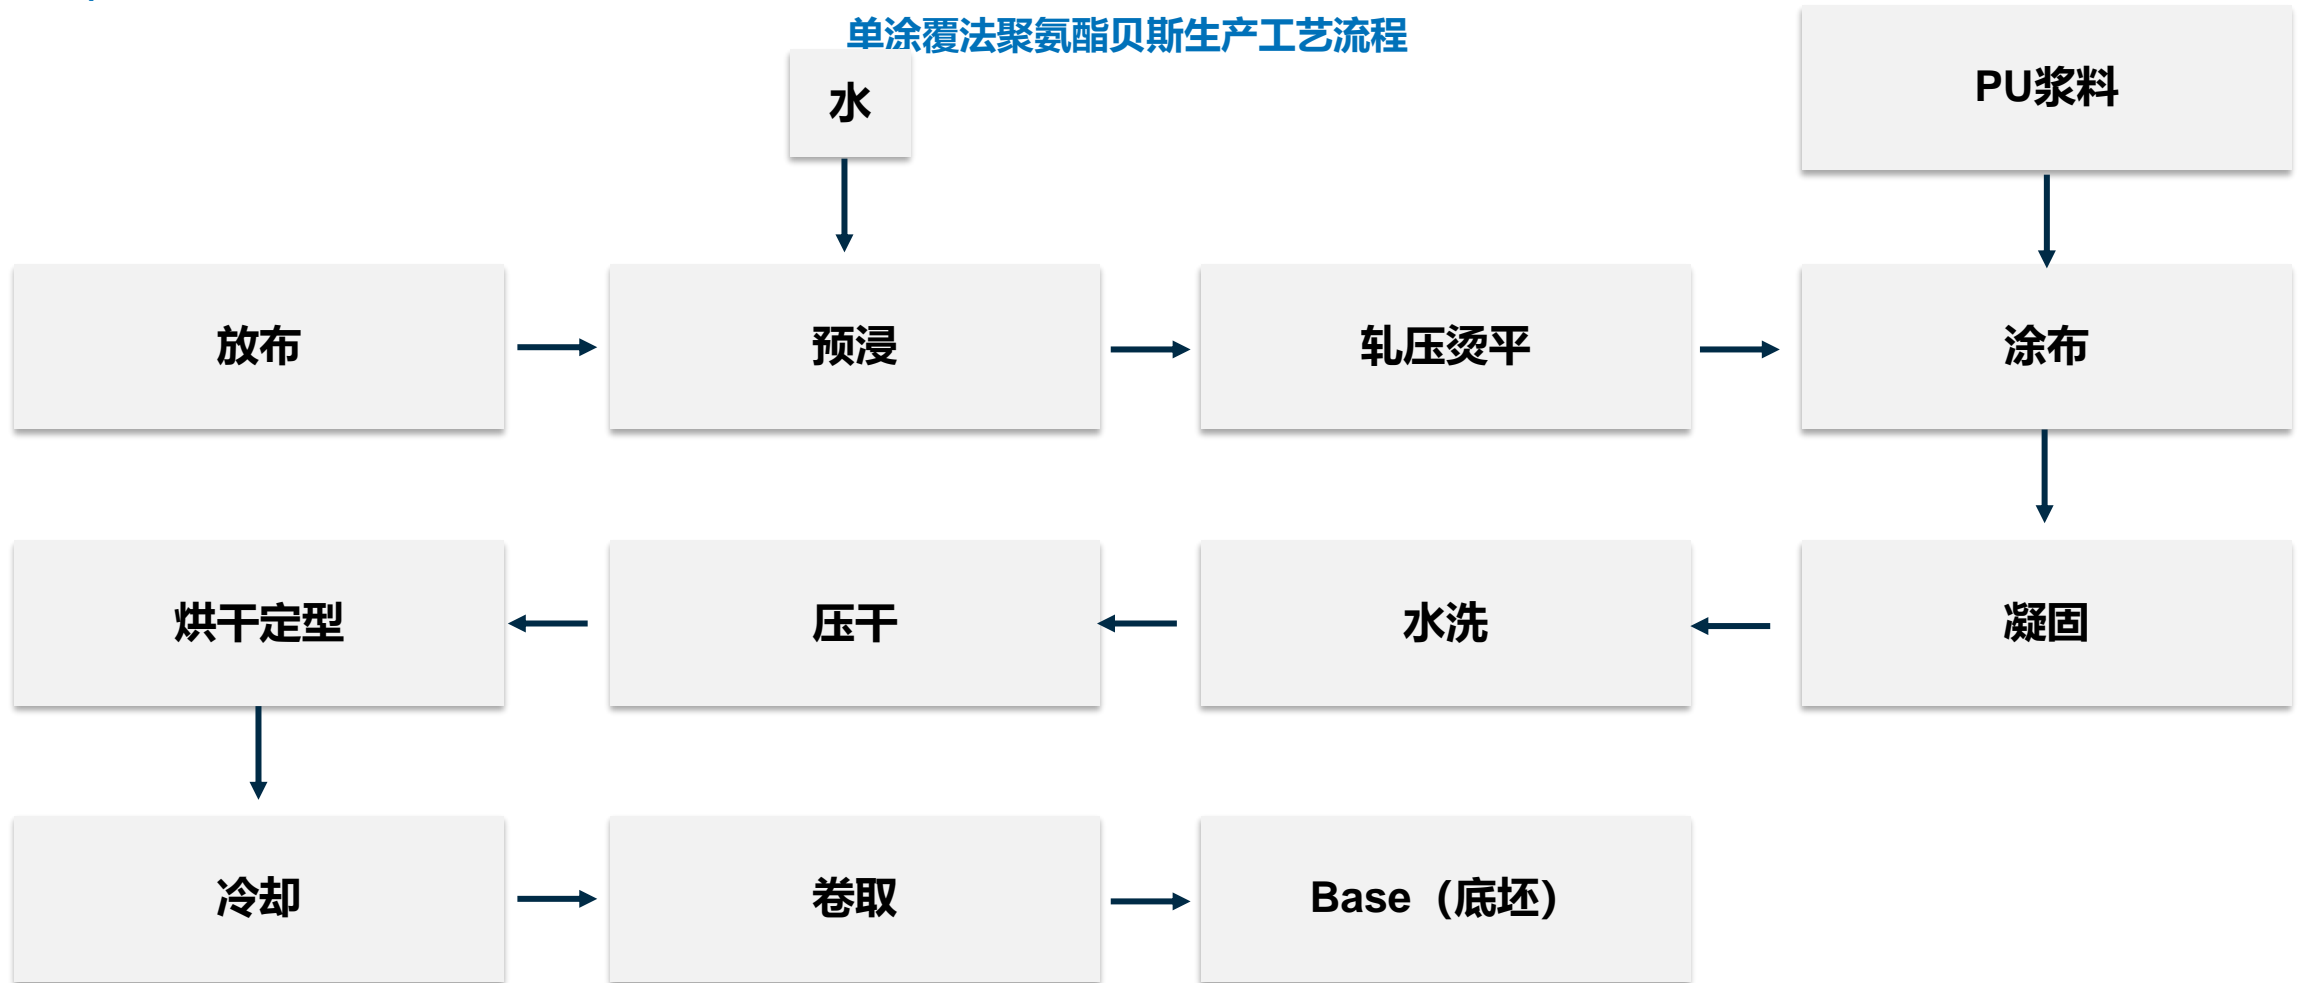 单涂覆法聚氨酯贝斯生产工艺流程
水
PU浆料
放布
预浸
轧压烫平
涂布
烘干定型
压干
水洗
凝固
冷却
卷取
Base（底坯）